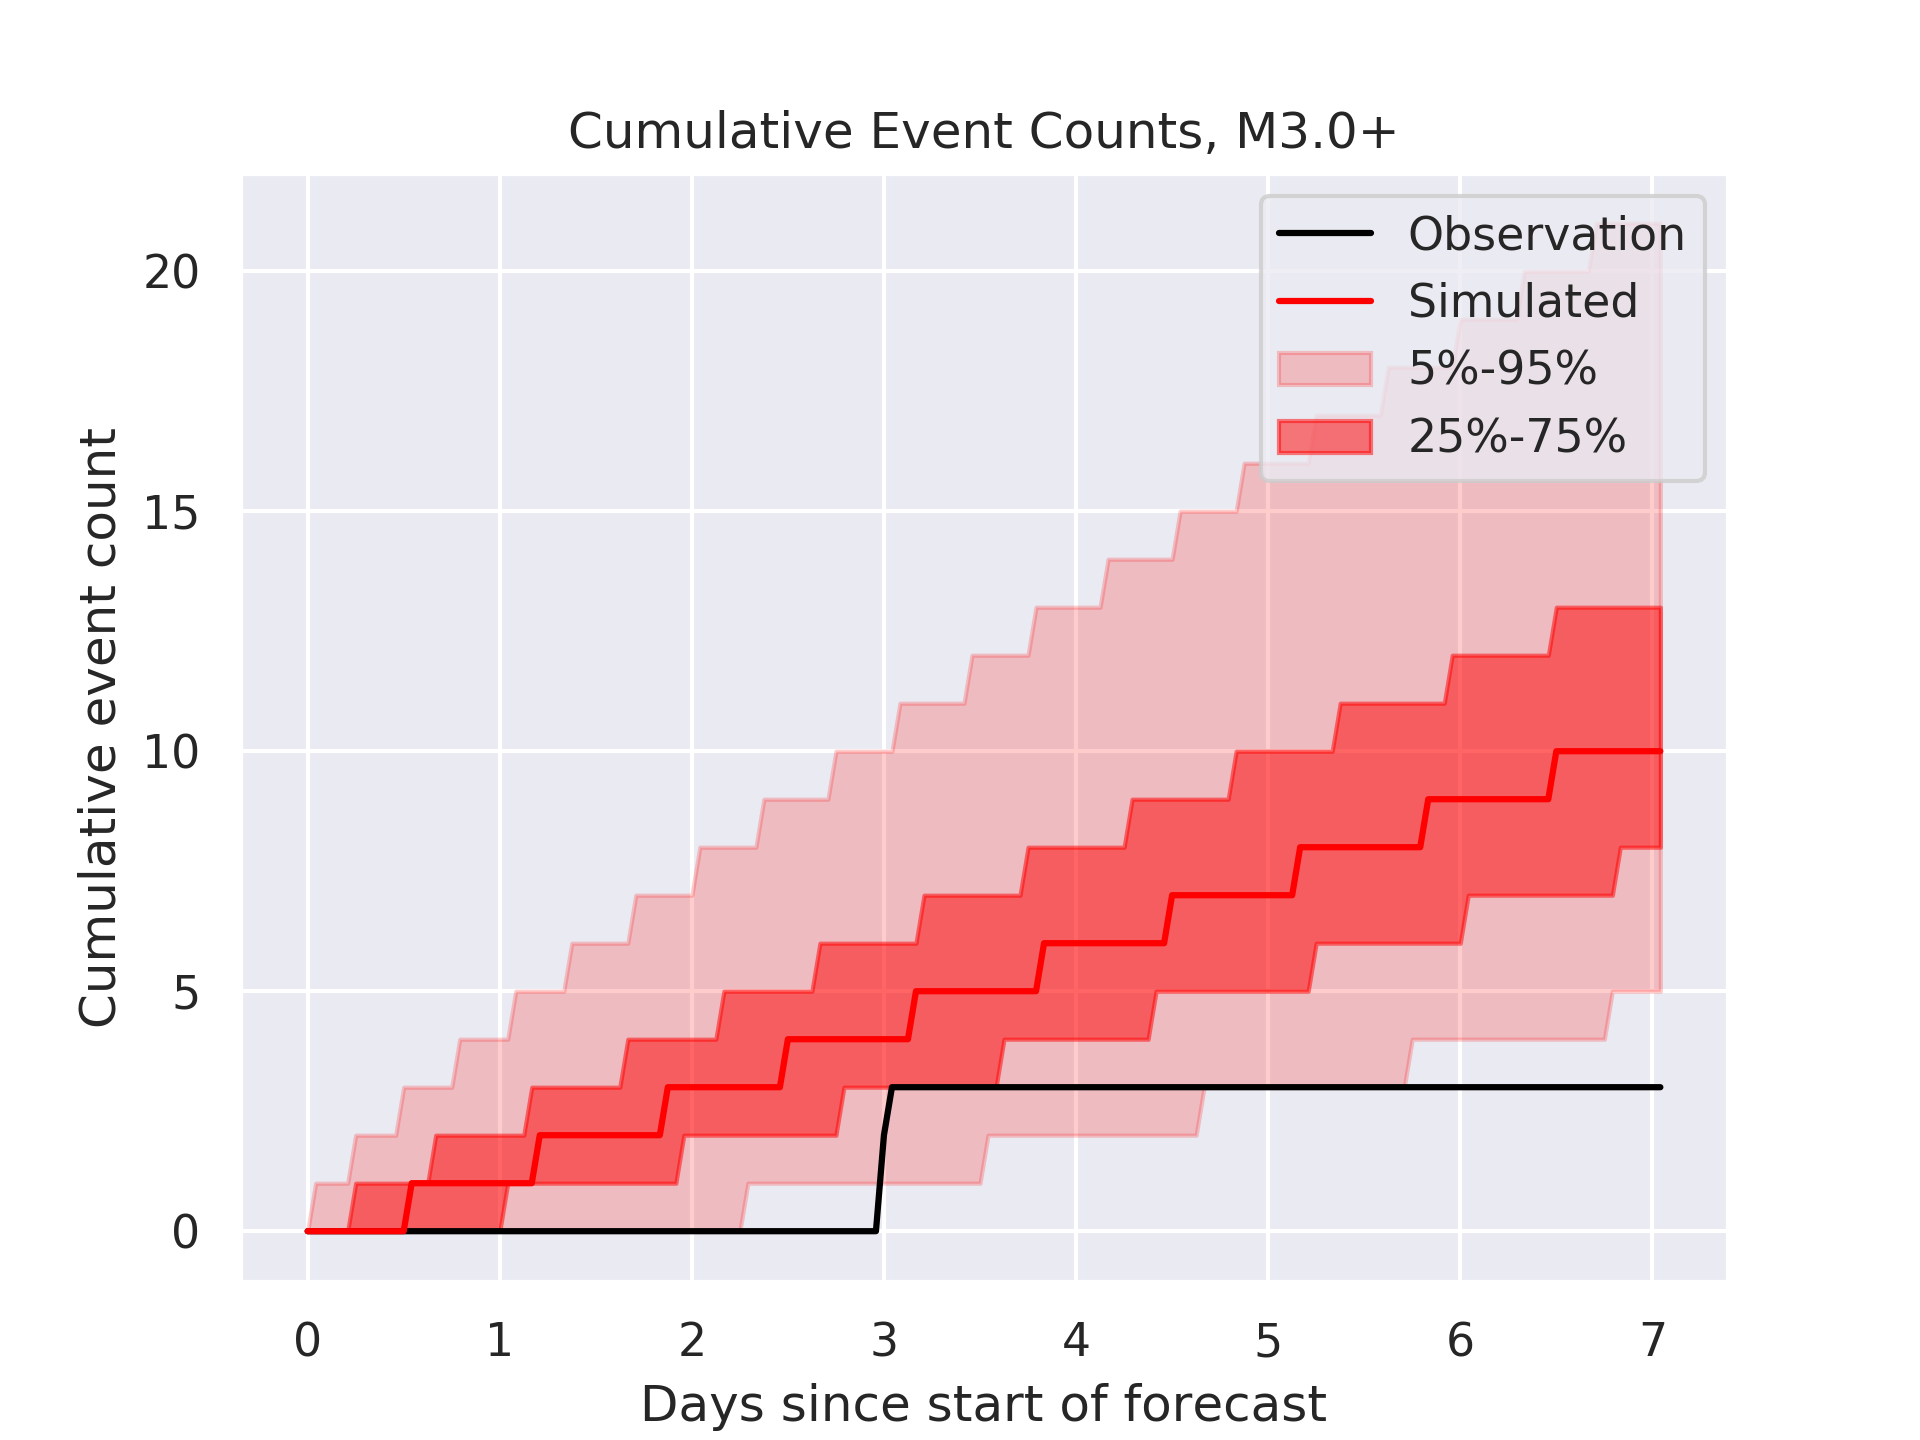 Cumulative Event Counts, M3.0+
Observation
Simulated
5%-95%
25%-75%
Cumulative event count
20
15
10
5
0
0 1 2 3 4 5 6 7
Days since start of forecast